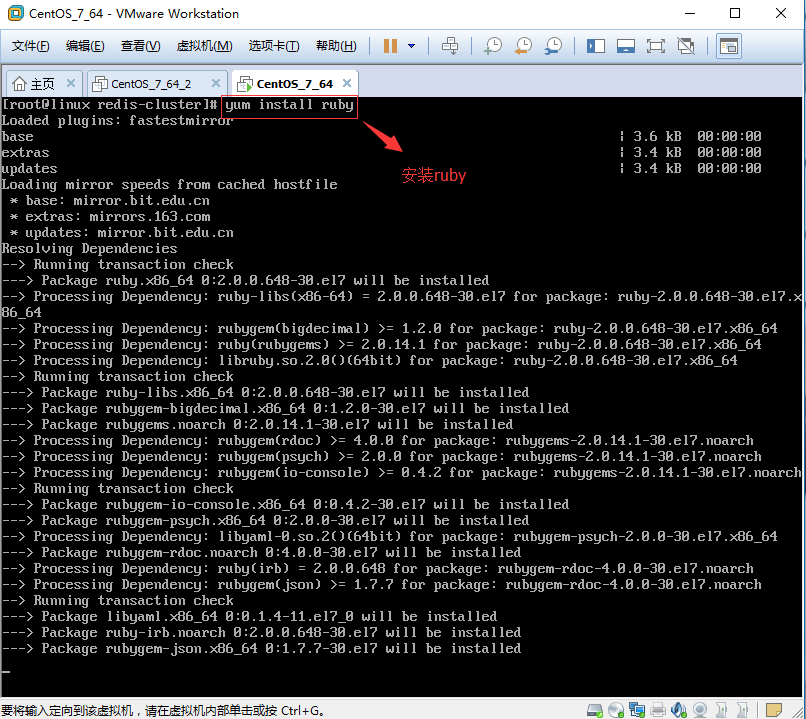 CentOS_7_64 - VMware Workstation
文件(F) 编辑(E) 查看(V) 虚拟机(M) 选项卡(T) 帮助(H)
主页 CentOS_7_64_2 CentOS_7_64
[root@linux redis-cluster]# yum install ruby
Loaded plugins: fastestmirror
base | 3.6 kB 00:00:00
extras | 3.4 kB 00:00:00
updates | 3.4 kB 00:00:00
安装ruby
Loading mirror speeds from cached hostfile
* base: mirror.bit.edu.cn
* extras: mirrors.163.com
* updates: mirror.bit.edu.cn
Resolving Dependencies
--> Running transaction check
---> Package ruby.x86_64 0:2.0.0.648-30.el7 will be installed
--> Processing Dependency: ruby-libs(x86-64) = 2.0.0.648-30.el7 for package: ruby-2.0.0.648-30.el7.x
86_64
--> Processing Dependency: rubygem(bigdecimal) >= 1.2.0 for package: ruby-2.0.0.648-30.el7.x86_64
--> Processing Dependency: ruby(rubygems) >= 2.0.14.1 for package: ruby-2.0.0.648-30.el7.x86_64
--> Processing Dependency: libruby.so.2.0()(64bit) for package: ruby-2.0.0.648-30.el7.x86_64
--> Running transaction check
---> Package ruby-libs.x86_64 0:2.0.0.648-30.el7 will be installed
---> Package rubygem-bigdecimal.x86_64 0:1.2.0-30.el7 will be installed
---> Package rubygems.noarch 0:2.0.14.1-30.el7 will be installed
--> Processing Dependency: rubygem(rdoc) >= 4.0.0 for package: rubygems-2.0.14.1-30.el7.noarch
--> Processing Dependency: rubygem(psych) >= 2.0.0 for package: rubygems-2.0.14.1-30.el7.noarch
--> Processing Dependency: rubygem(io-console) >= 0.4.2 for package: rubygems-2.0.14.1-30.el7.noarch
--> Running transaction check
---> Package rubygem-io-console.x86_64 0:0.4.2-30.el7 will be installed
---> Package rubygem-psych.x86_64 0:2.0.0-30.el7 will be installed
--> Processing Dependency: libyaml-0.so.2()(64bit) for package: rubygem-psych-2.0.0-30.el7.x86_64
---> Package rubygem-rdoc.noarch 0:4.0.0-30.el7 will be installed
--> Processing Dependency: ruby(irb) = 2.0.0.648 for package: rubygem-rdoc-4.0.0-30.el7.noarch
--> Processing Dependency: rubygem(json) >= 1.7.7 for package: rubygem-rdoc-4.0.0-30.el7.noarch
--> Running transaction check
---> Package libyaml.x86_64 0:0.1.4-11.el7_0 will be installed
---> Package ruby-irb.noarch 0:2.0.0.648-30.el7 will be installed
---> Package rubygem-json.x86_64 0:1.7.7-30.el7 will be installed
要将输入定向到该虚拟机，请在虚拟机内部单击或按 Ctrl+G。